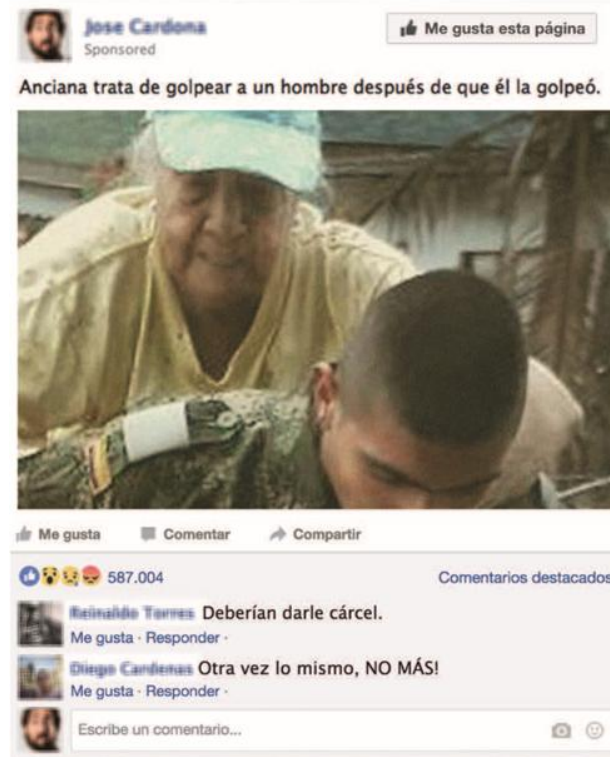 Jose Cardona
Me gusta esta página
Sponsored
Anciana trata de golpear a un hombre después de que él la golpeó.
Me gusta Comentar Compartir
587.004 Comentarios destacados
Reinaldo Torres Deberían darle cárcel.
Me gusta · Responder ·
Diego Cardenas Otra vez lo mismo, NO MÁS!
Me gusta · Responder ·
Escribe un comentario...